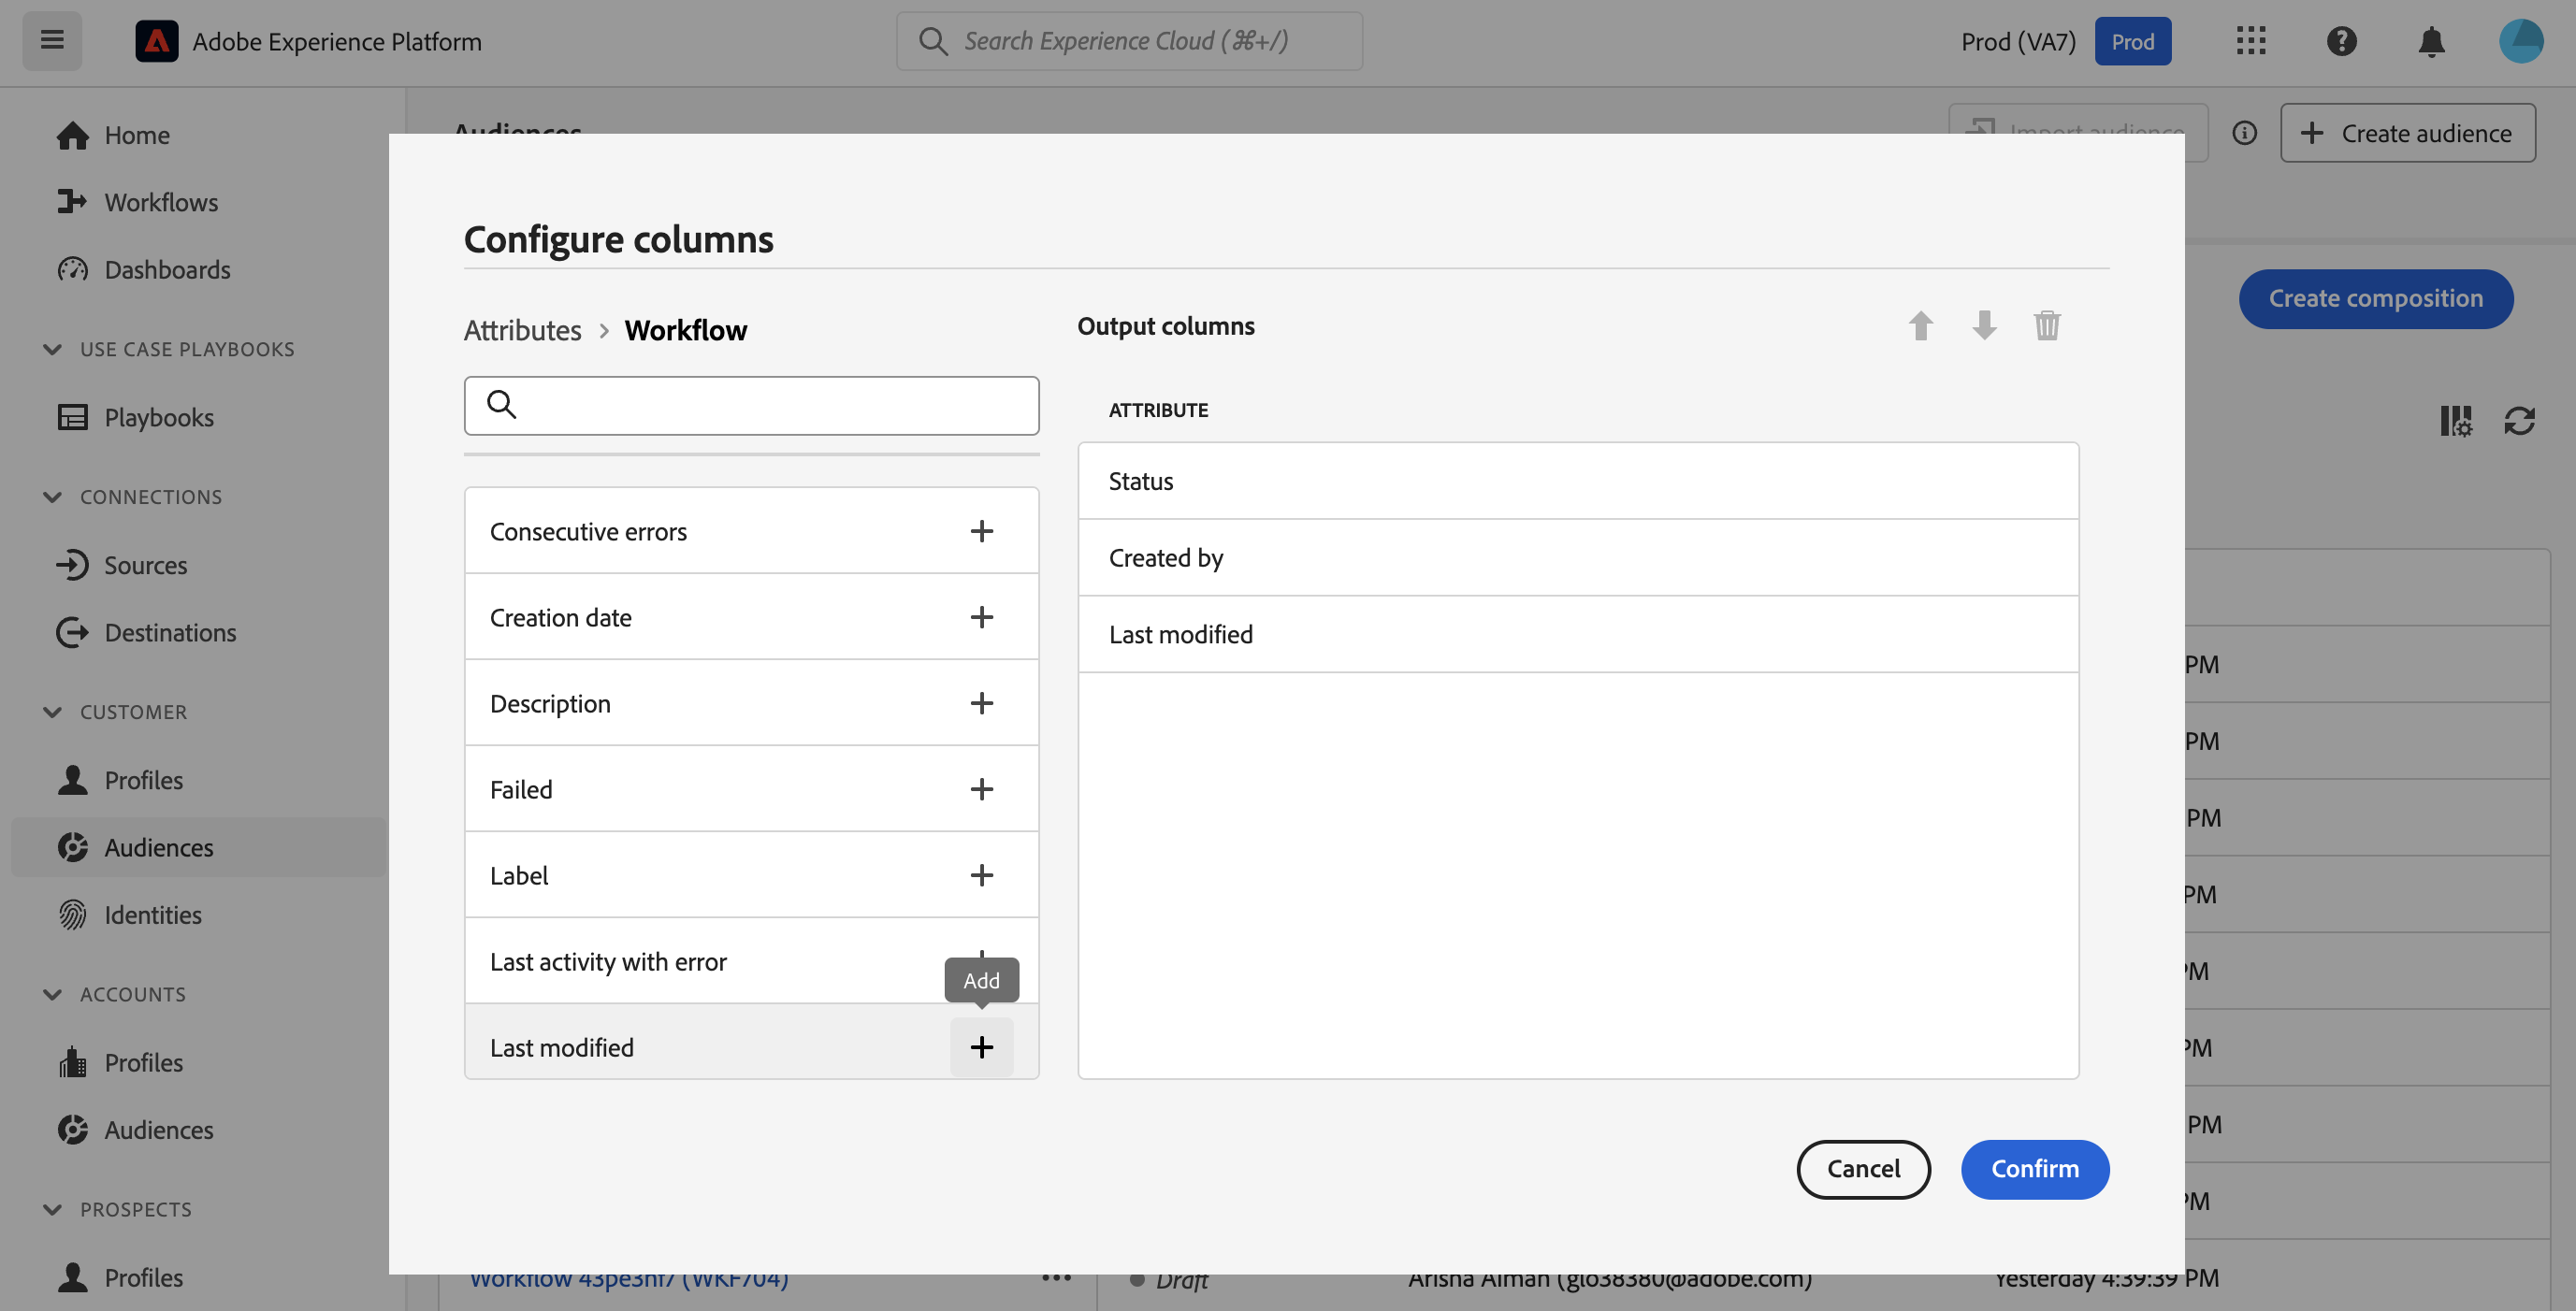 Adobe Experience Platform
Search Experience Cloud (⌘+/)
Prod (VA7)
Prod
Home
Workflows
Dashboards
USE CASE PLAYBOOKS
Playbooks
CONNECTIONS
Sources
Destinations
CUSTOMER
Profiles
Audiences
Identities
ACCOUNTS
Profiles
Audiences
PROSPECTS
Profiles
Audiences
Import audience
Create audience
Create composition
Configure columns
Attributes > Workflow
Consecutive errors
Creation date
Description
Failed
Label
Last activity with error
Add
Last modified
Output columns
ATTRIBUTE
Status
Created by
Last modified
Cancel
Confirm
PM
PM
PM
PM
PM
PM
PM
PM
Workflow 43pe3hf7 (WKF704)
Draft
Arisha Aiman (glo38380@adobe.com)
Yesterday 4:39:39 PM